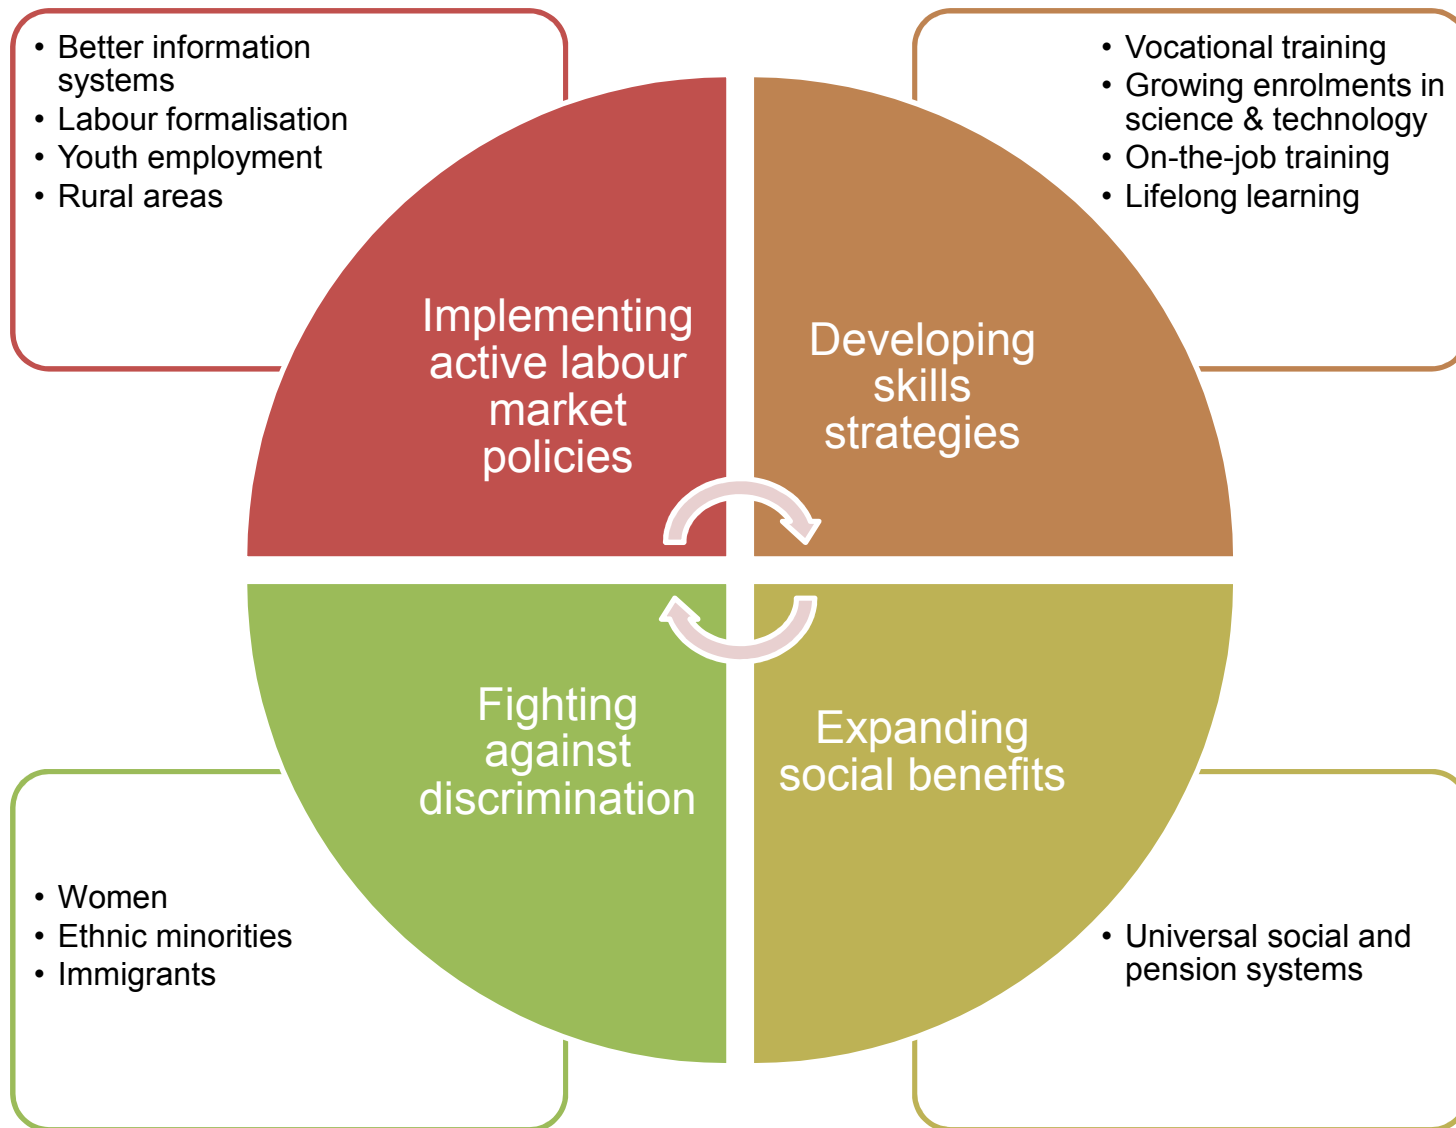 • Better information
systems
• Labour formalisation
• Youth employment
• Rural areas
• Vocational training
• Growing enrolments in
science & technology
• On-the-job training
• Lifelong learning
Implementing
active labour
market
policies
Developing
skills
strategies
Fighting
against
discrimination
Expanding
social benefits
• Women
• Ethnic minorities
• Immigrants
• Universal social and
pension systems